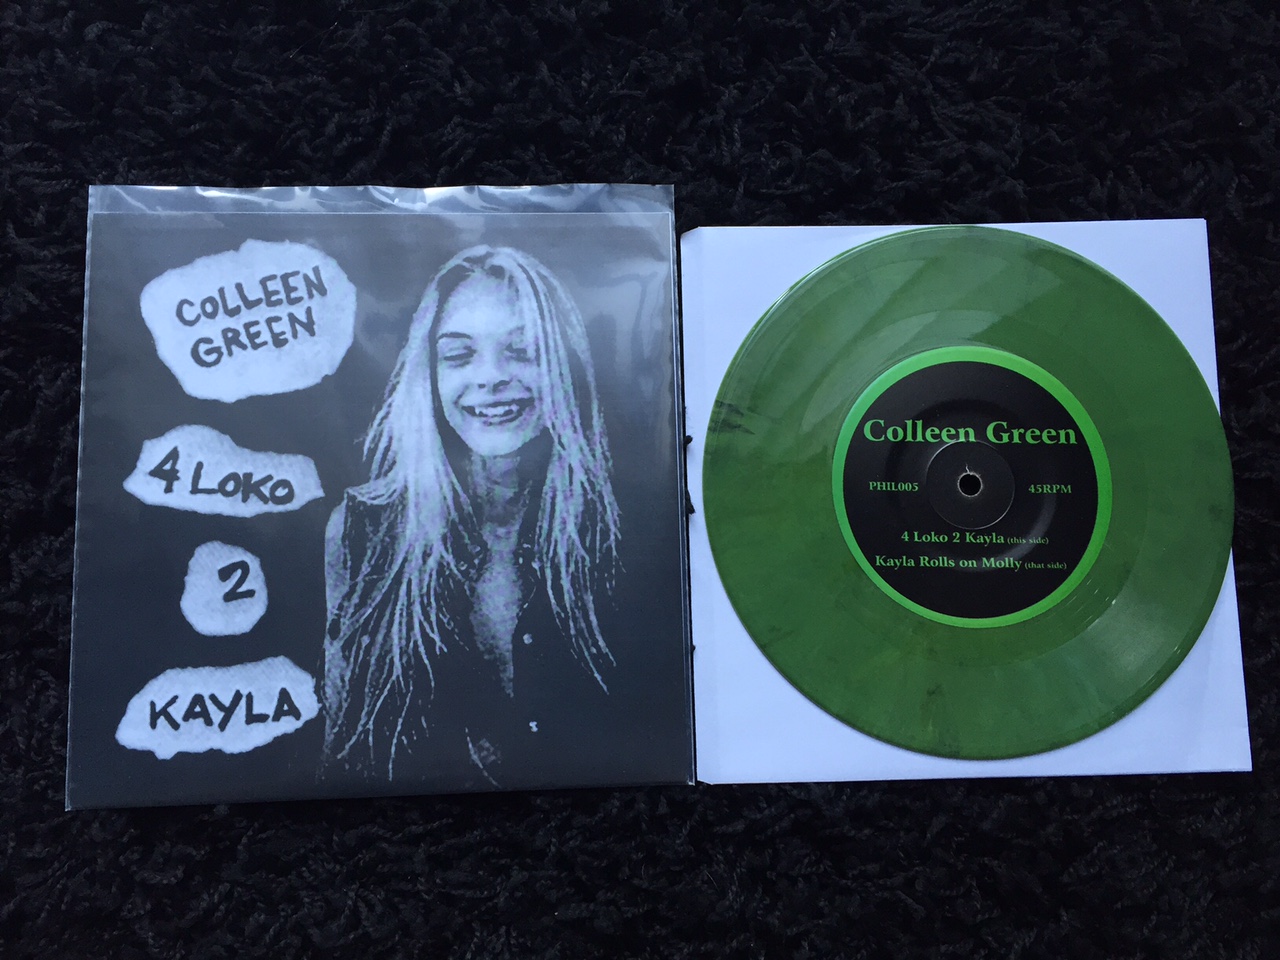 COLLEEN
GREEN
4 LOKO
2
KAYLA
Colleen Green
PHIL005 45RPM
4 Loko 2 Kayla (this side)
Kayla Rolls on Molly (that side)